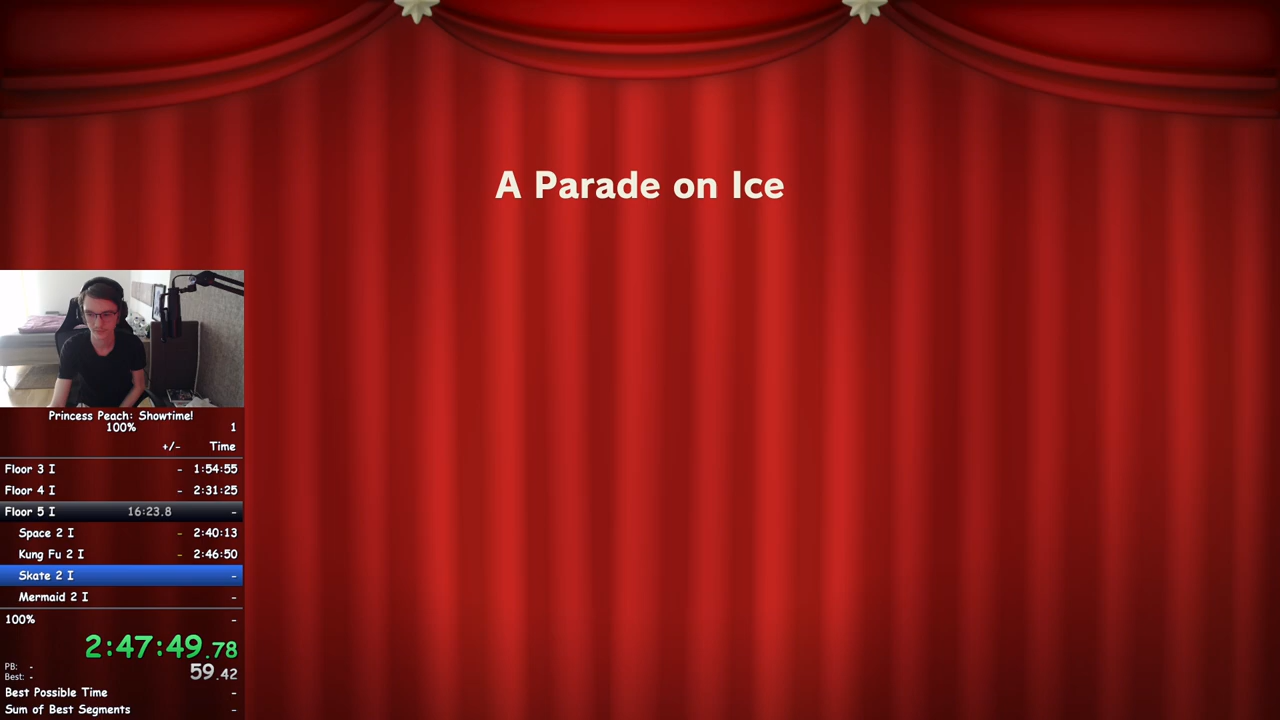 A Parade on Ice
Princess Peach: Showtime!
100% 1
+/- Time
Floor 3 I - 1:54:55
Floor 4 I - 2:31:25
Floor 5 I 16:23.8 -
Space 2 I - 2:40:13
Kung Fu 2 I - 2:46:50
Skate 2 I -
Mermaid 2 I -
100% -
2:47:49.78
PB: - 
Best: - 59.42
Best Possible Time -
Sum of Best Segments -